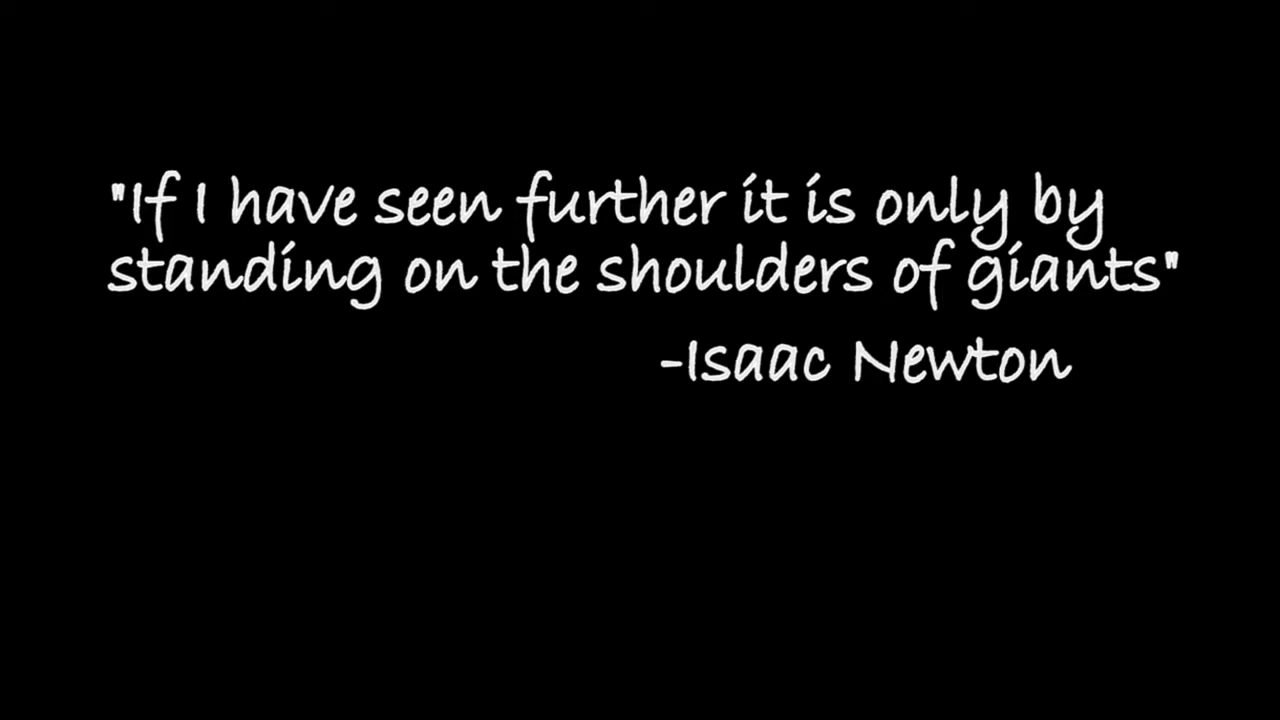 "If I have seen further it is only by
standing on the shoulders of giants"
-Isaac Newton